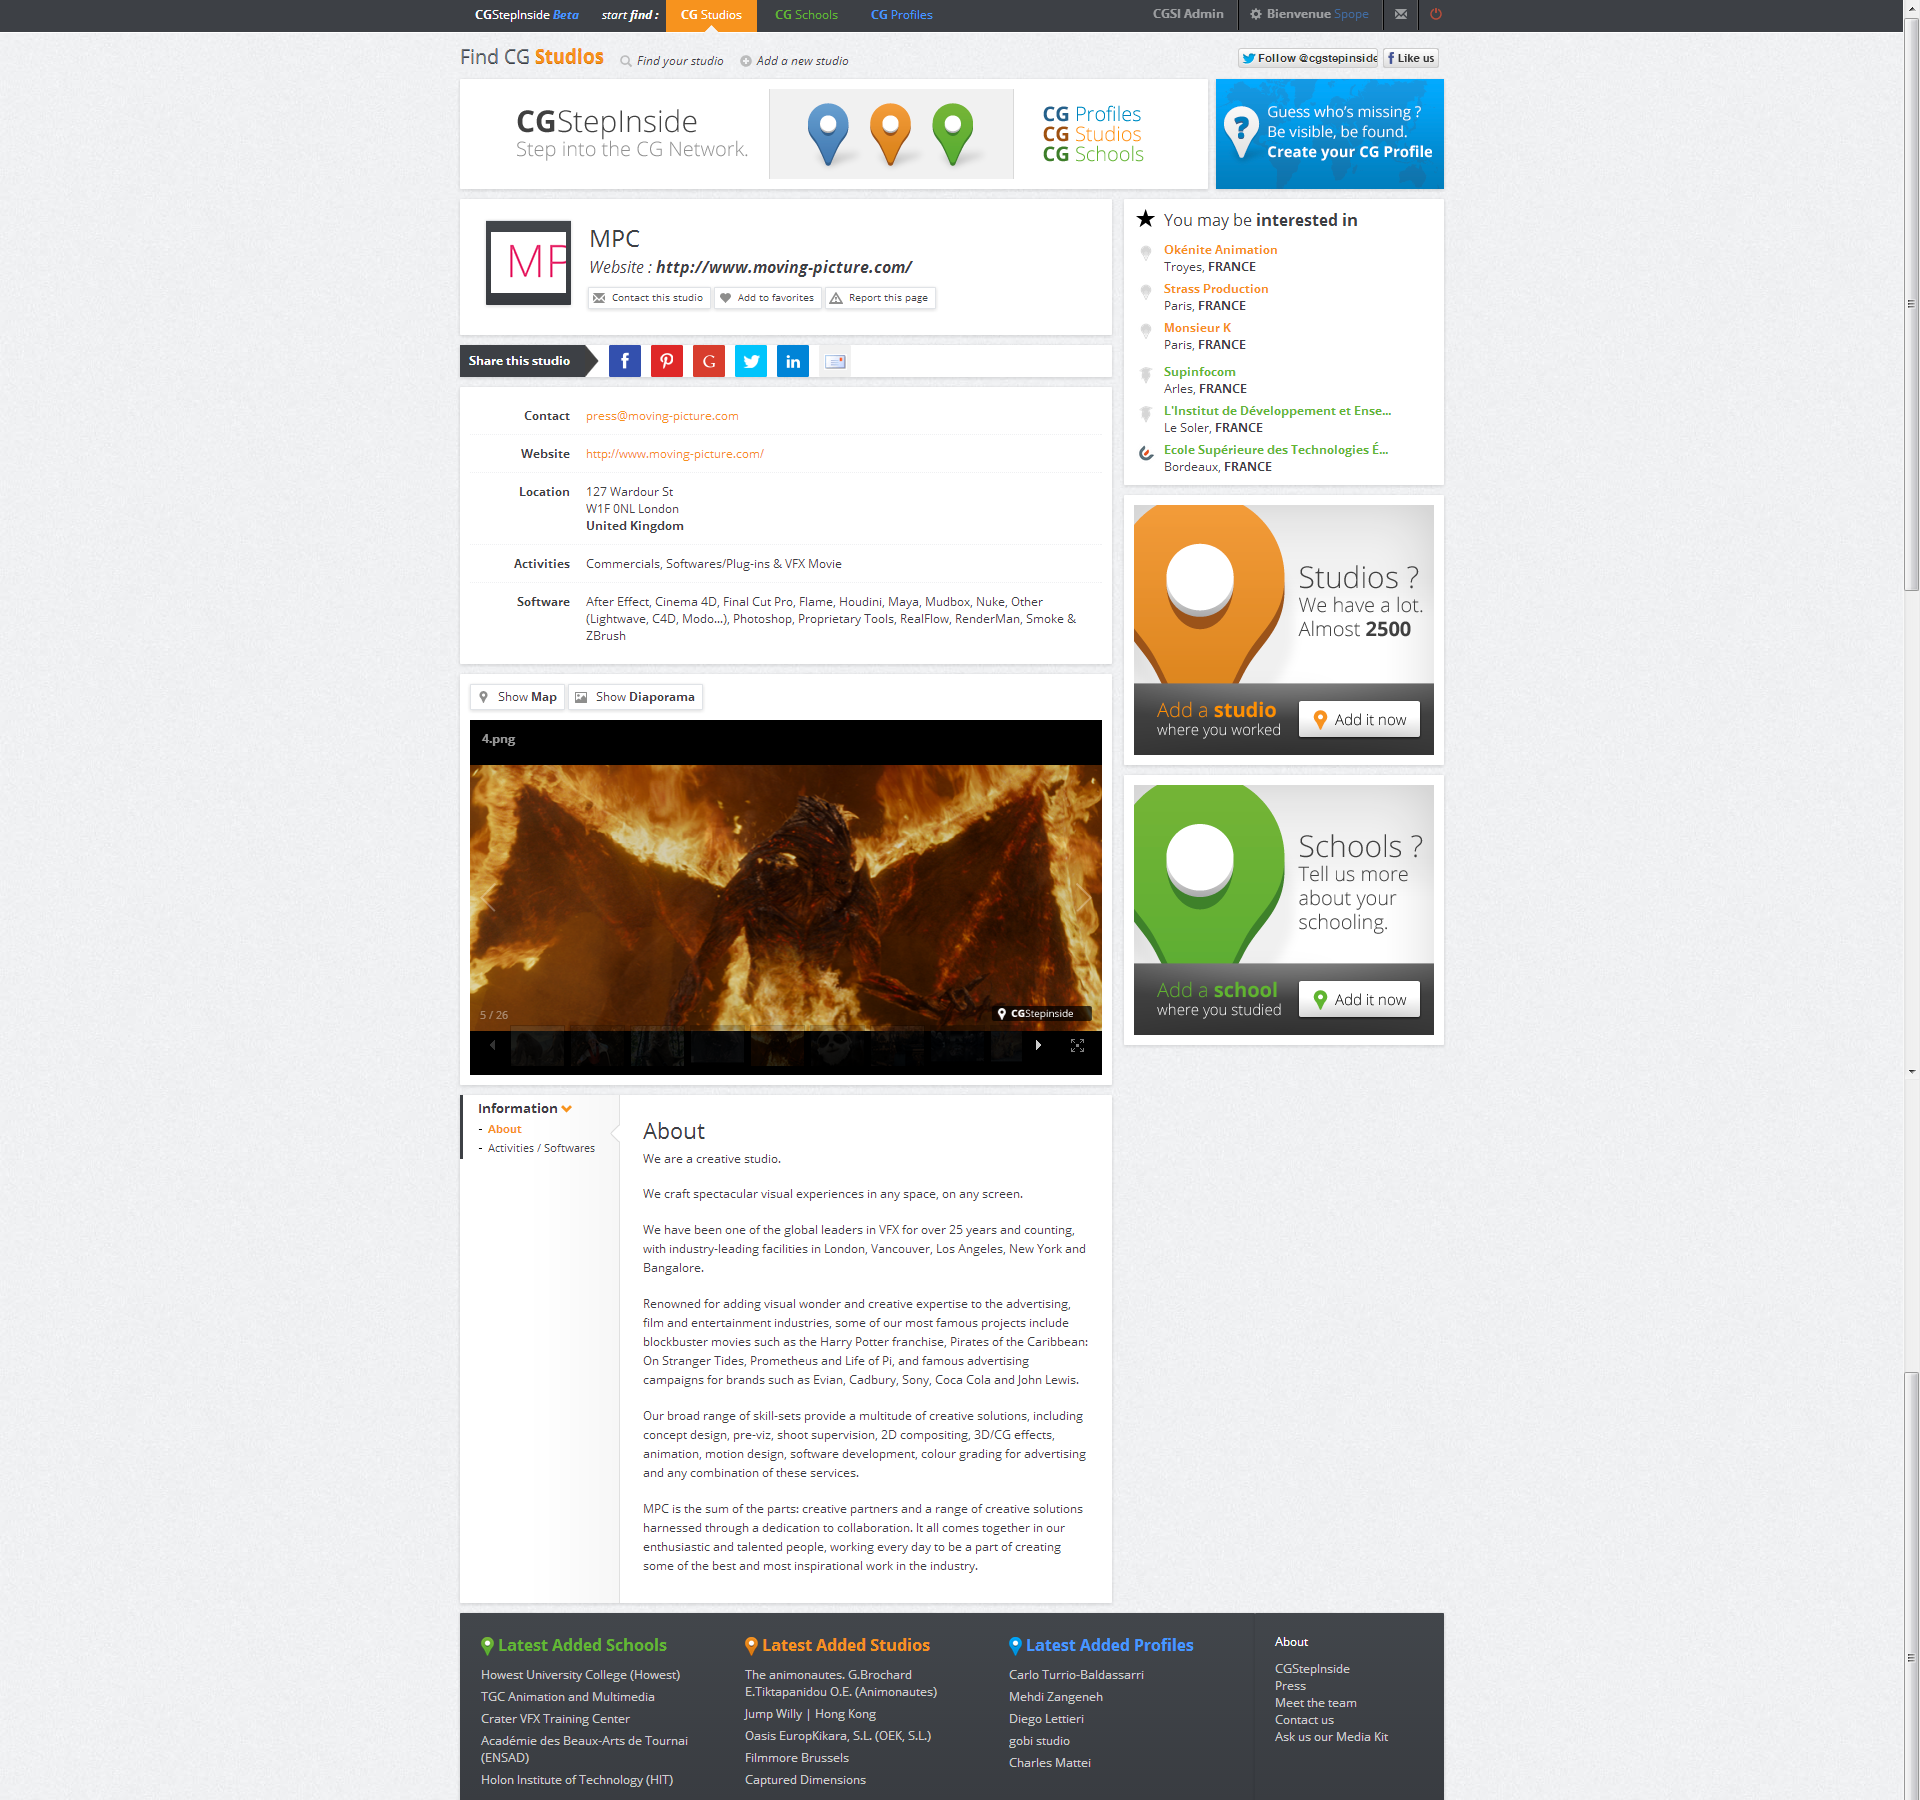 CGStepInside Beta
start find :
CG Studios
CG Schools
CG Profiles
CGSI Admin
Bienvenue Spope
Find CG Studios
Find your studio
Add a new studio
Follow @cgstepinside
Like us
CGStepInside
Step into the CG Network.
CG Profiles
CG Studios
CG Schools
Guess who's missing ?
Be visible, be found.
Create your CG Profile
MP
MPC
Website : http://www.moving-picture.com/
Contact this studio
Add to favorites
Report this page
Share this studio
Contact press@moving-picture.com
Website http://www.moving-picture.com/
Location 127 Wardour St
W1F 0NL London
United Kingdom
Activities Commercials, Softwares/Plug-ins & VFX Movie
Software After Effect, Cinema 4D, Final Cut Pro, Flame, Houdini, Maya, Mudbox, Nuke, Other
(Lightwave, C4D, Modo...), Photoshop, Proprietary Tools, RealFlow, RenderMan, Smoke &
ZBrush
Show Map
Show Diaporama
4.png
5 / 26
CGStepinside
You may be interested in
Okénite Animation
Troyes, FRANCE
Strass Production
Paris, FRANCE
Monsieur K
Paris, FRANCE
Supinfocom
Arles, FRANCE
L'Institut de Développement et Ense...
Le Soler, FRANCE
Ecole Supérieure des Technologies É...
Bordeaux, FRANCE
Studios ?
We have a lot.
Almost 2500
Add a studio
where you worked
Add it now
Schools ?
Tell us more
about your
schooling.
Add a school
where you studied
Add it now
Information
- About
- Activities / Softwares
About
We are a creative studio.
We craft spectacular visual experiences in any space, on any screen.
We have been one of the global leaders in VFX for over 25 years and counting,
with industry-leading facilities in London, Vancouver, Los Angeles, New York and
Bangalore.
Renowned for adding visual wonder and creative expertise to the advertising,
film and entertainment industries, some of our most famous projects include
blockbuster movies such as the Harry Potter franchise, Pirates of the Caribbean:
On Stranger Tides, Prometheus and Life of Pi, and famous advertising
campaigns for brands such as Evian, Cadbury, Sony, Coca Cola and John Lewis.
Our broad range of skill-sets provide a multitude of creative solutions, including
concept design, pre-viz, shoot supervision, 2D compositing, 3D/CG effects,
animation, motion design, software development, colour grading for advertising
and any combination of these services.
MPC is the sum of the parts: creative partners and a range of creative solutions
harnessed through a dedication to collaboration. It all comes together in our
enthusiastic and talented people, working every day to be a part of creating
some of the best and most inspirational work in the industry.
Latest Added Schools
Howest University College (Howest)
TGC Animation and Multimedia
Crater VFX Training Center
Académie des Beaux-Arts de Tournai
(ENSAD)
Holon Institute of Technology (HIT)
Latest Added Studios
The animonautes. G.Brochard
E.Tiktapanidou O.E. (Animonautes)
Jump Willy | Hong Kong
Oasis EuropKikara, S.L. (OEK, S.L.)
Filmmore Brussels
Captured Dimensions
Latest Added Profiles
Carlo Turrio-Baldassarri
Mehdi Zangeneh
Diego Lettieri
gobi studio
Charles Mattei
About
CGStepInside
Press
Meet the team
Contact us
Ask us our Media Kit